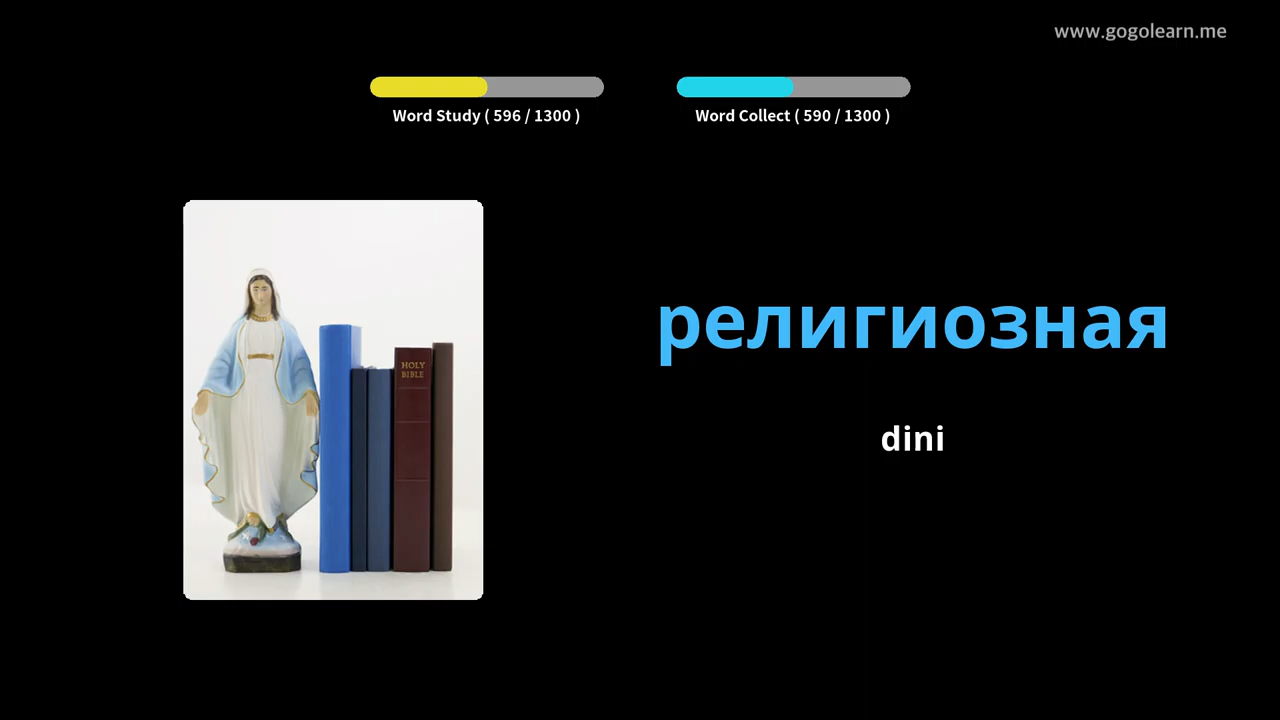 www.gogolearn.me
Word Study ( 596 / 1300 )
Word Collect ( 590 / 1300 )
HOLY
BIBLE
религиозная
dini